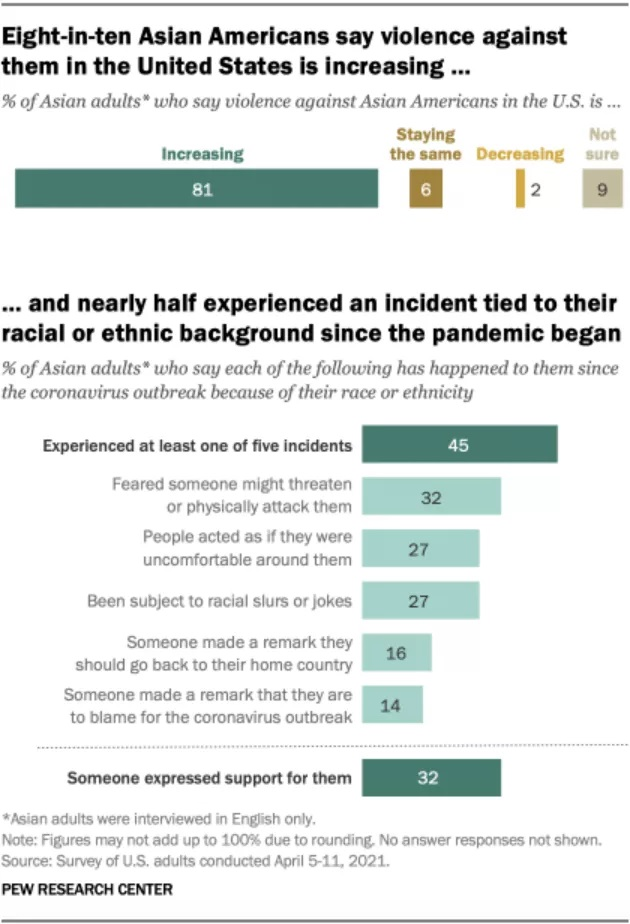 Eight-in-ten Asian Americans say violence against
them in the United States is increasing ...
% of Asian adults* who say violence against Asian Americans in the U.S. is ...
Increasing
Staying
the same
Decreasing
Not
sure
81
6
2
9
... and nearly half experienced an incident tied to their
racial or ethnic background since the pandemic began
% of Asian adults* who say each of the following has happened to them since
the coronavirus outbreak because of their race or ethnicity
Experienced at least one of five incidents 45
Feared someone might threaten
or physically attack them 32
People acted as if they were
uncomfortable around them 27
Been subject to racial slurs or jokes 27
Someone made a remark they
should go back to their home country 16
Someone made a remark that they are
to blame for the coronavirus outbreak 14
Someone expressed support for them 32
*Asian adults were interviewed in English only.
Note: Figures may not add up to 100% due to rounding. No answer responses not shown.
Source: Survey of U.S. adults conducted April 5-11, 2021.
PEW RESEARCH CENTER